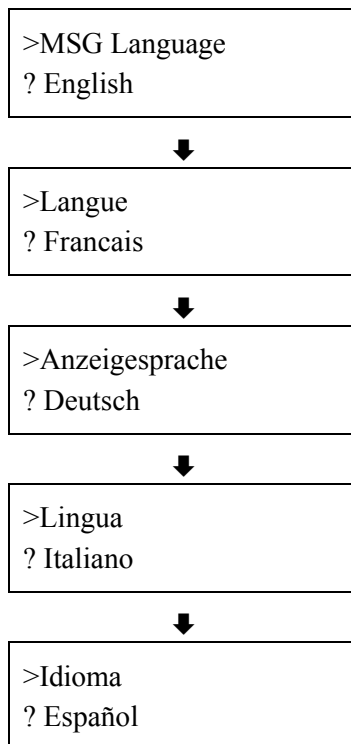 >MSG Language
? English
>Langue
? Francais
>Anzeigesprache
? Deutsch
>Lingua
? Italiano
>Idioma
? Español